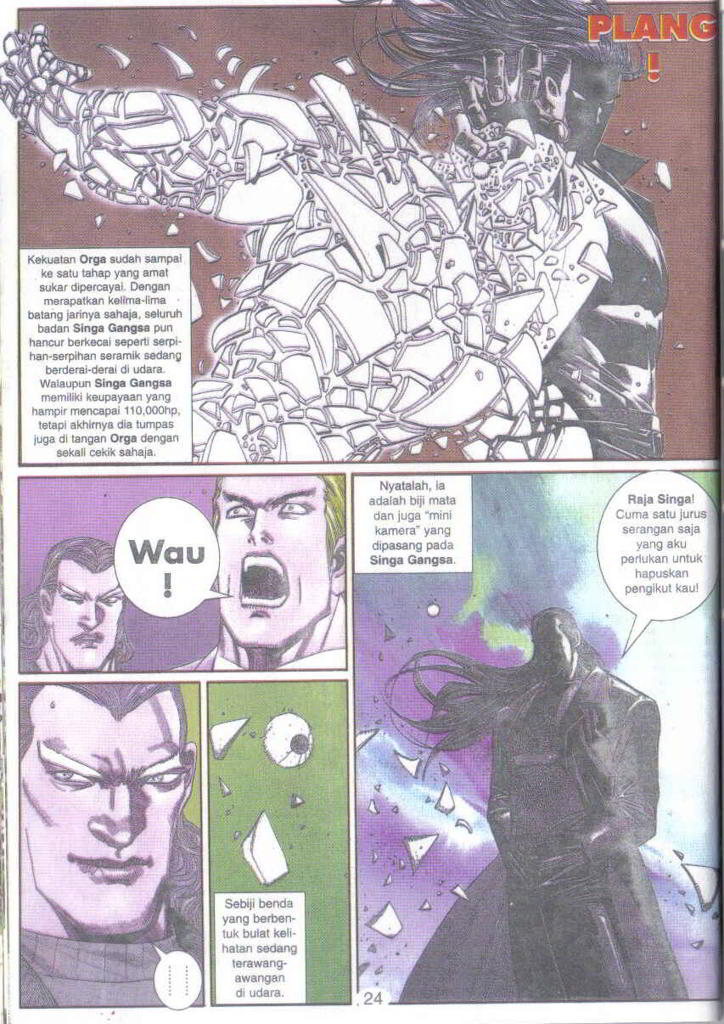 PLANG
!
Kekuatan Orga sudah sampai
ke satu tahap yang amat
sukar dipercayai. Dengan
merapatkan kelima-lima
batang jarinya sahaja, seluruh
badan Singa Gangsa pun
hancur berkecai seperti serpi-
han-serpihan seramik sedang
berderai-derai di udara.
Walaupun Singa Gangsa
memiliki keupayaan yang
hampir mencapai 110,000hp,
tetapi akhirnya dia tumpas
juga di tangan Orga dengan
sekali cekik sahaja.
Wau
!
Nyatalah, ia
adalah biji mata
dan juga “mini
kamera” yang
dipasang pada
Singa Gangsa.
Raja Singa!
Cuma satu jurus
serangan saja
yang aku
perlukan untuk
hapuskan
pengikut kau!
Sebiji benda
yang berben-
tuk bulat keli-
hatan sedang
terawang-
awangan
di udara.
24